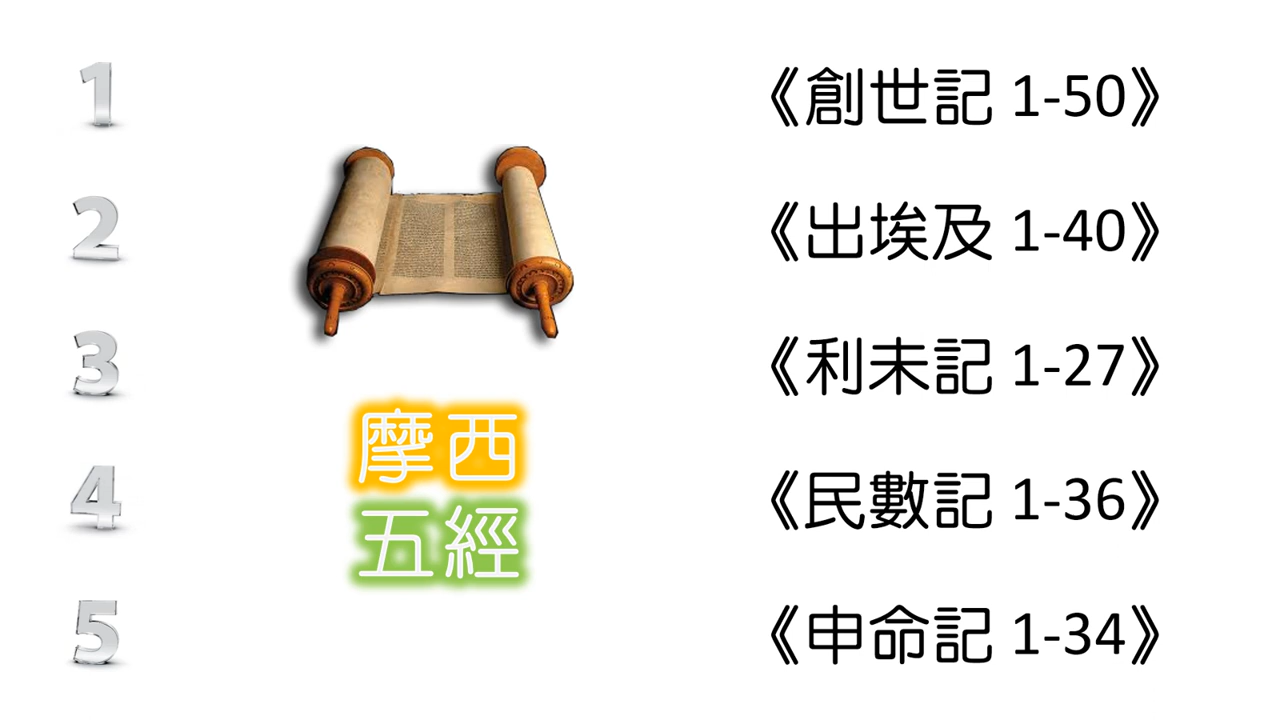 1
《創世記 1-50》
2
《出埃及 1-40》
3
《利未記 1-27》
摩西
五經
4
《民數記 1-36》
5
《申命記 1-34》